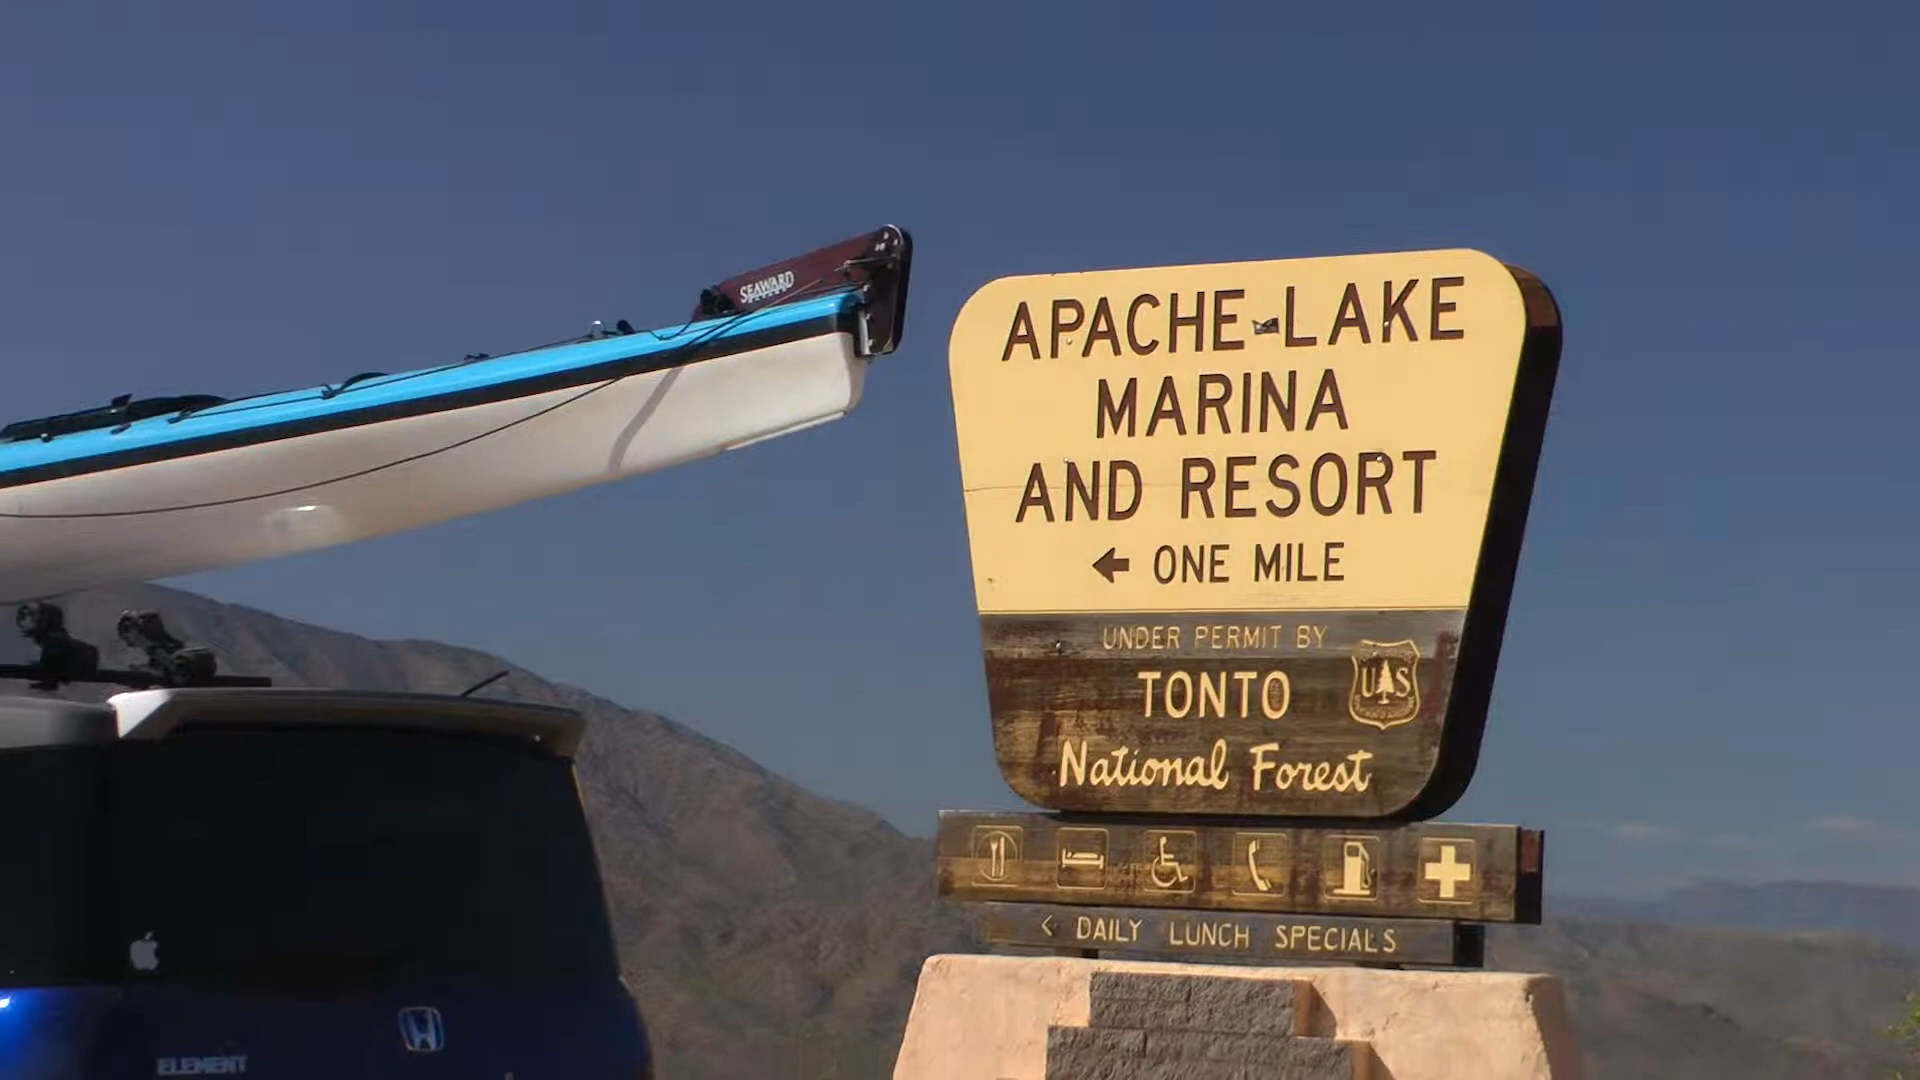 SEAWARD
APACHE LAKE
MARINA
AND RESORT
← ONE MILE
UNDER PERMIT BY
TONTO
US
National Forest
< DAILY LUNCH SPECIALS
ELEMENT